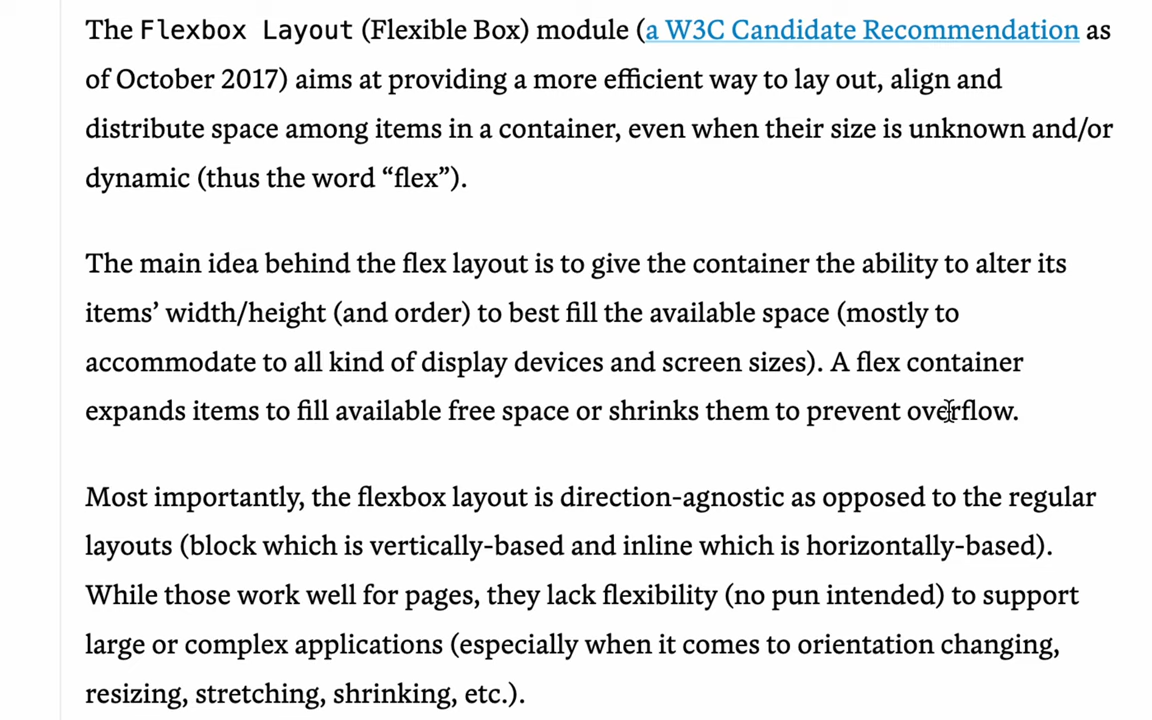 The Flexbox Layout (Flexible Box) module (a W3C Candidate Recommendation as
of October 2017) aims at providing a more efficient way to lay out, align and
distribute space among items in a container, even when their size is unknown and/or
dynamic (thus the word “flex”).
The main idea behind the flex layout is to give the container the ability to alter its
items’ width/height (and order) to best fill the available space (mostly to
accommodate to all kind of display devices and screen sizes). A flex container
expands items to fill available free space or shrinks them to prevent overflow.
Most importantly, the flexbox layout is direction-agnostic as opposed to the regular
layouts (block which is vertically-based and inline which is horizontally-based).
While those work well for pages, they lack flexibility (no pun intended) to support
large or complex applications (especially when it comes to orientation changing,
resizing, stretching, shrinking, etc.).